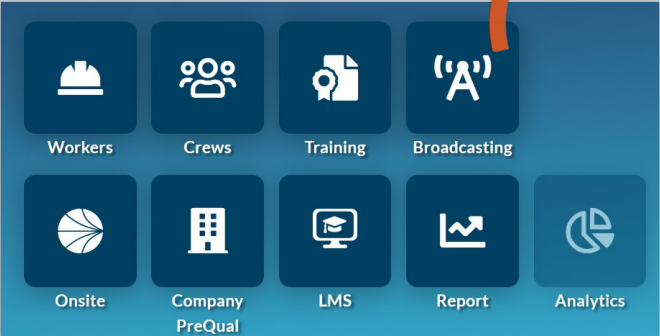 Workers
Crews
Training
Broadcasting
Onsite
Company
PreQual
LMS
Report
Analytics